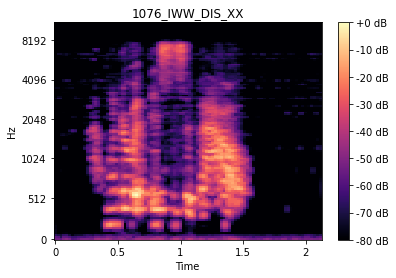 1076_IWW_DIS_XX
8192
4096
2048
1024
512
0
Hz
0
0.5
1
1.5
2
Time
+0 dB
-10 dB
-20 dB
-30 dB
-40 dB
-50 dB
-60 dB
-70 dB
-80 dB